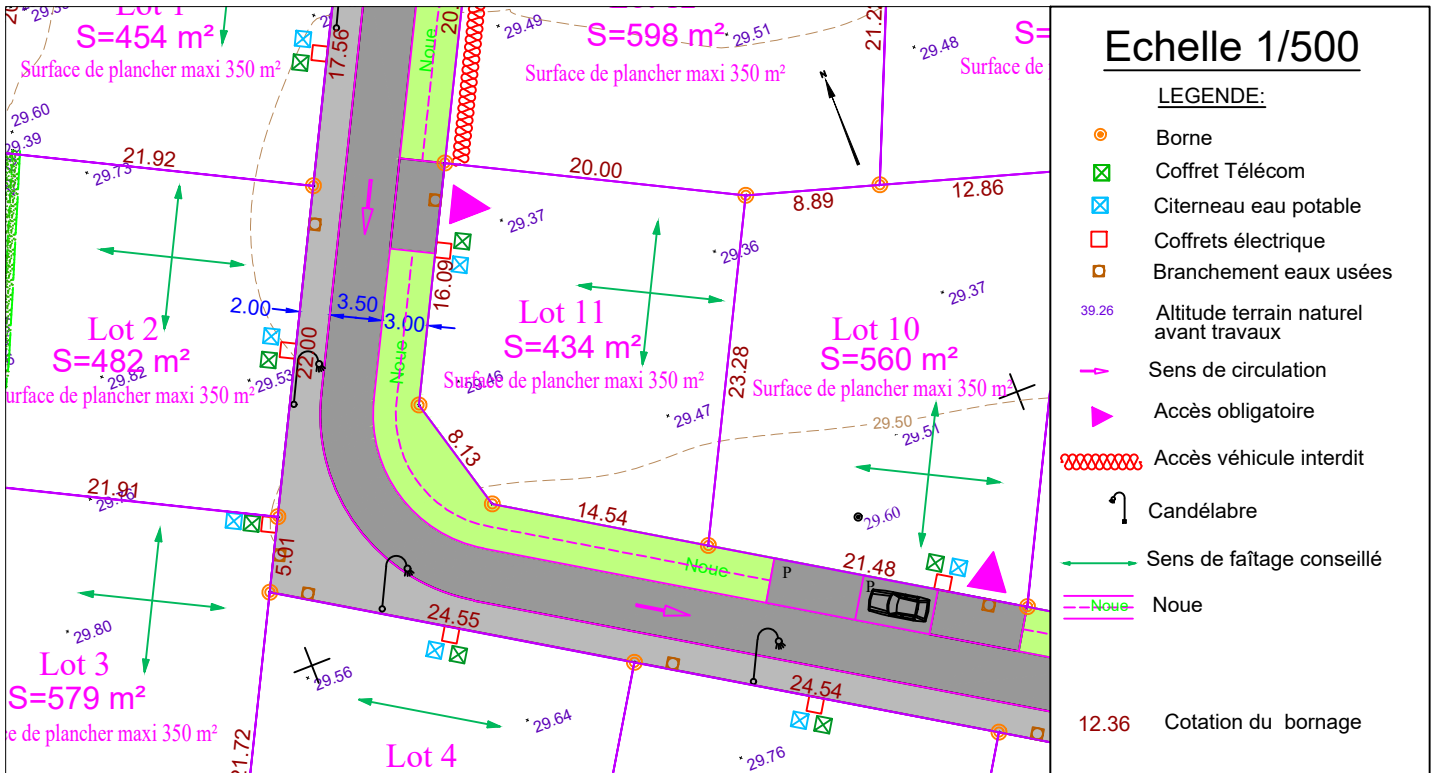 Lot 1
S=454 m²
Surface de plancher maxi 350 m²
17.56
Noue
20.
29.49
S=598 m²
29.51
Surface de plancher maxi 350 m²
21.2
29.48
S=
Surface de
29.60
29.39
21.92
29.73
20.00
8.89
12.86
29.37
29.36
29.37
16.09
2.00
3.50
3.00
Lot 2
S=482 m²
29.82
29.53
urface de plancher maxi 350 m²
22.00
Noue
Lot 11
S=434 m²
Surface de plancher maxi 350 m²
29.46
29.47
23.28
Lot 10
S=560 m²
Surface de plancher maxi 350 m²
29.50
29.51
8.13
21.91
14.54
29.60
5.01
Noue
P
21.48
P
29.80
24.55
Lot 3
S=579 m²
ce de plancher maxi 350 m²
29.56
24.54
29.64
21.72
Lot 4
29.76
Echelle 1/500
LEGENDE:
Borne
Coffret Télécom
Citerneau eau potable
Coffrets électrique
Branchement eaux usées
39.26 Altitude terrain naturel
avant travaux
Sens de circulation
Accès obligatoire
Accès véhicule interdit
Candélabre
Sens de faîtage conseillé
Noue Noue
12.36 Cotation du bornage